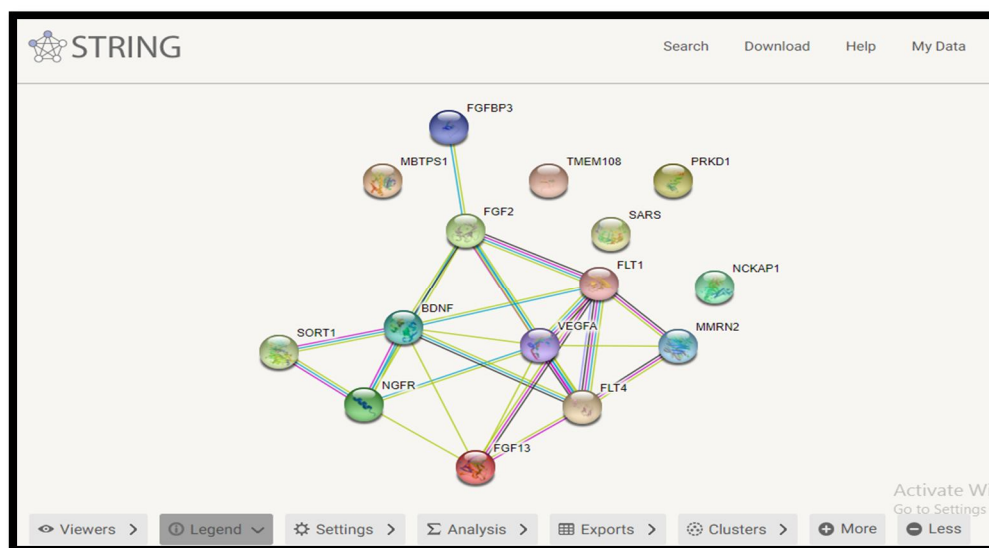 STRING
Search Download Help My Data
FGFBP3
MBTPS1 TMEM108 PRKD1
FGF2 SARS
FLT1
NCKAP1
BDNF
VEGFA MMRN2
SORT1
NGFR FLT4
FGF13
Activate Wi
Go to Settings
Viewers > Legend Settings > Analysis > Exports > Clusters > More Less